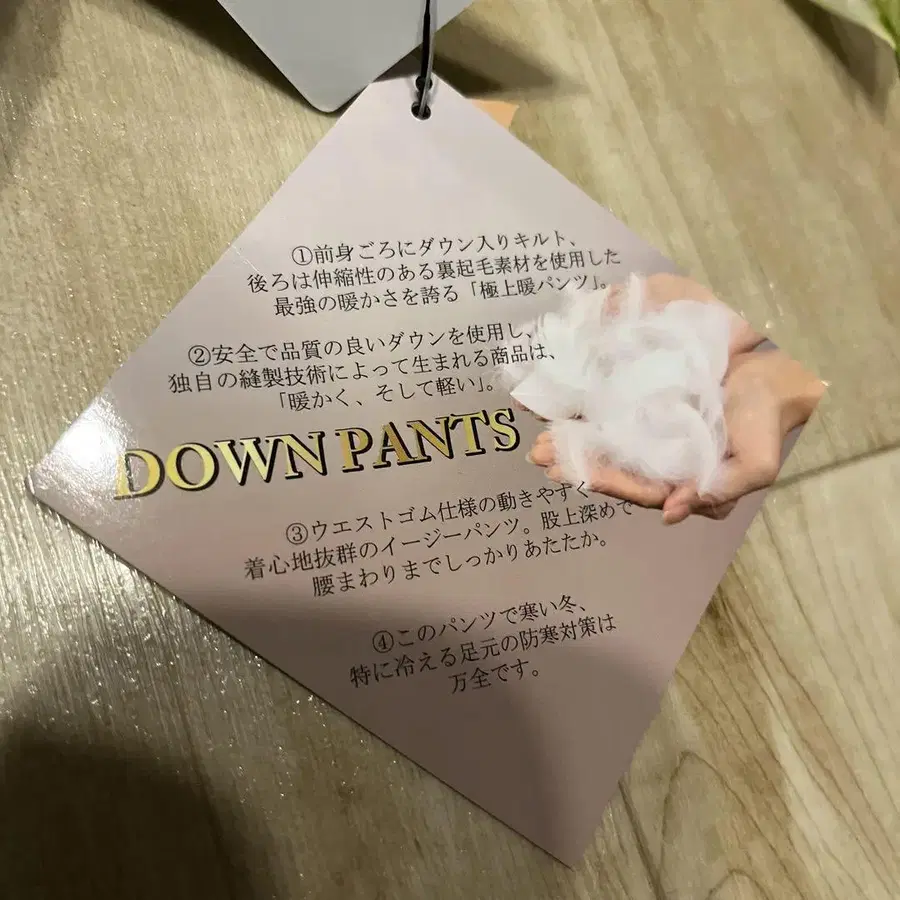 ①前身ごろにダウン入りキルト、
後ろは伸縮性のある裏起毛素材を使用した
最強の暖かさを誇る「極上暖パンツ」。
②安全で品質の良いダウンを使用し、
独自の縫製技術によって生まれる商品は、
「暖かく、そして軽い」。
DOWN PANTS
③ウエストゴム仕様の動きやすく
着心地抜群のイージーパンツ。股上深めで
腰まわりまでしっかりあたたか。
④このパンツで寒い冬、
特に冷える足元の防寒対策は
万全です。